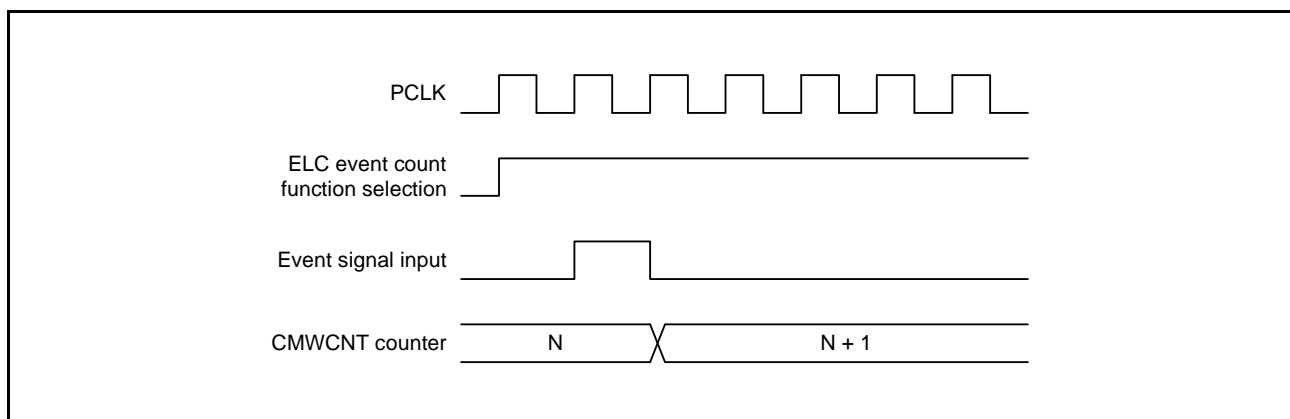 PCLK
ELC event count
function selection
Event signal input
CMWCNT counter
N
N + 1